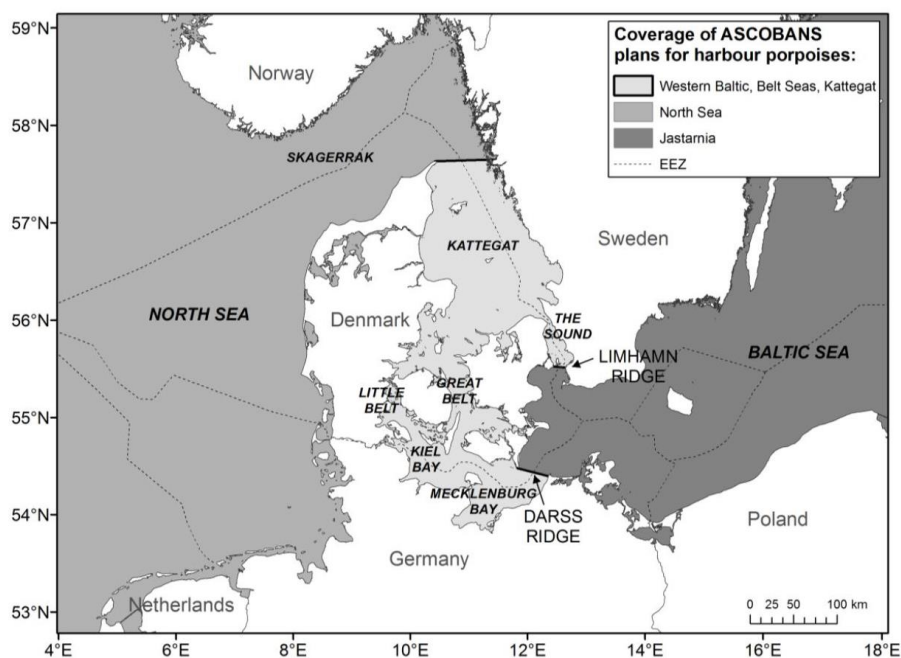 59°N
58°N
57°N
56°N
55°N
54°N
53°N
Coverage of ASCOBANS
plans for harbour porpoises:
Western Baltic, Belt Seas, Kattegat
North Sea
Jastarnia
EEZ
Norway
SKAGERRAK
KATTEGAT
Sweden
NORTH SEA
Denmark
THE
SOUND
BALTIC SEA
LIMHAMN
RIDGE
LITTLE
BELT
GREAT
BELT
KIEL
BAY
MECKLENBURG
BAY
DARSS
RIDGE
Poland
Germany
Netherlands
0 25 50 100 km
4°E 6°E 8°E 10°E 12°E 14°E 16°E 18°E